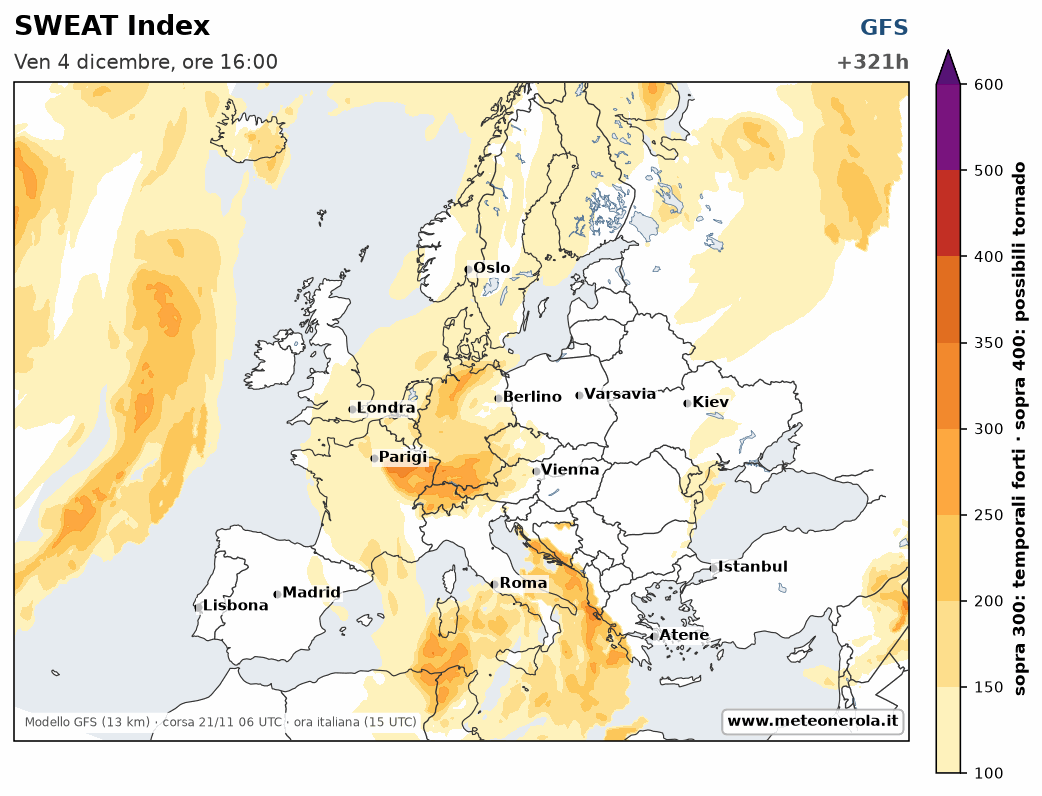 SWEAT Index
GFS
Ven 4 dicembre, ore 16:00
+321h
Oslo
Berlino
Varsavia
Kiev
Londra
Parigi
Vienna
Istanbul
Roma
Madrid
Lisbona
Atene
Modello GFS (13 km) · corsa 21/11 06 UTC · ora italiana (15 UTC)
www.meteonerola.it
600
500
400
350
300
250
200
150
100
sopra 300: temporali forti · sopra 400: possibili tornado